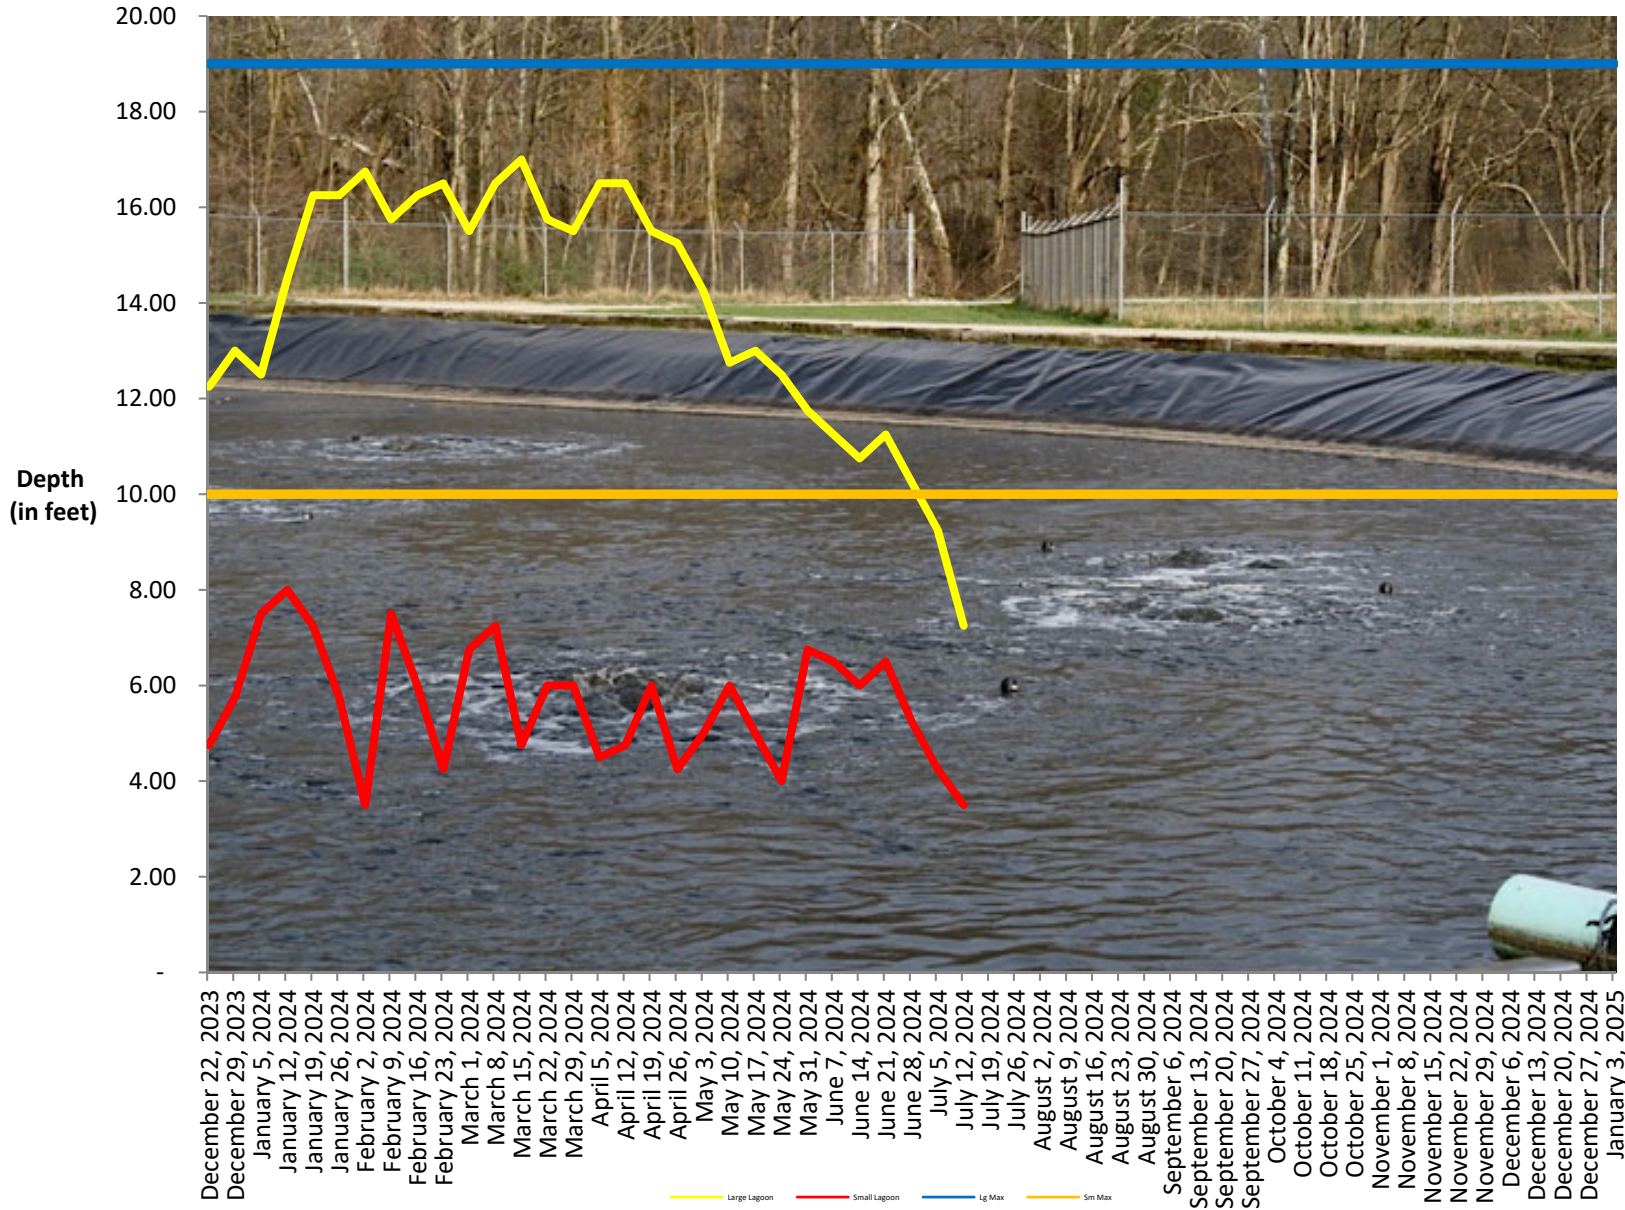 20.00
18.00
16.00
14.00
12.00
10.00
8.00
6.00
4.00
2.00
-
Depth
(in feet)
December 22, 2023
December 29, 2023
January 5, 2024
January 12, 2024
January 19, 2024
January 26, 2024
February 2, 2024
February 9, 2024
February 16, 2024
February 23, 2024
March 1, 2024
March 8, 2024
March 15, 2024
March 22, 2024
March 29, 2024
April 5, 2024
April 12, 2024
April 19, 2024
April 26, 2024
May 3, 2024
May 10, 2024
May 17, 2024
May 24, 2024
May 31, 2024
June 7, 2024
June 14, 2024
June 21, 2024
June 28, 2024
July 5, 2024
July 12, 2024
July 19, 2024
July 26, 2024
August 2, 2024
August 9, 2024
August 16, 2024
August 23, 2024
August 30, 2024
September 6, 2024
September 13, 2024
September 20, 2024
September 27, 2024
October 4, 2024
October 11, 2024
October 18, 2024
October 25, 2024
November 1, 2024
November 8, 2024
November 15, 2024
November 22, 2024
November 29, 2024
December 6, 2024
December 13, 2024
December 20, 2024
December 27, 2024
January 3, 2025
Large Lagoon
Small Lagoon
Lg Max
Sm Max